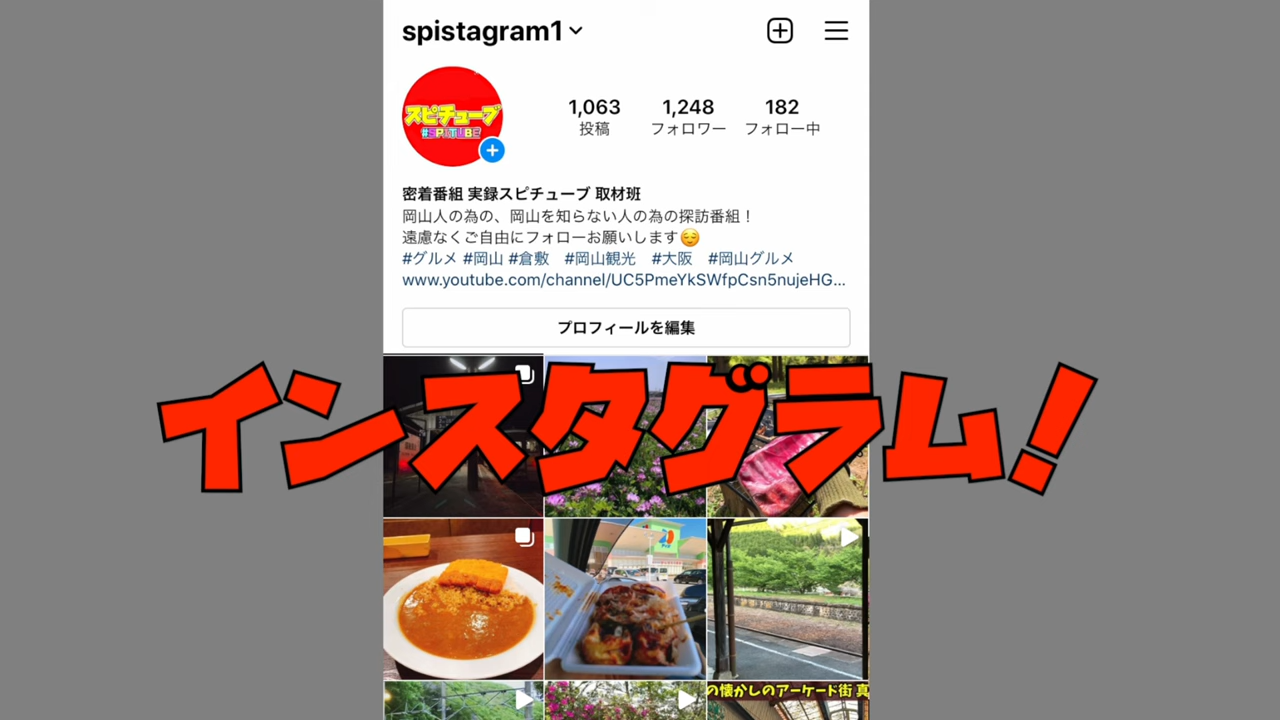 spistagram1
スピチューブ
#SPITUBE
1,063
投稿
1,248
フォロワー
182
フォロー中
密着番組 実録スピチューブ 取材班
岡山人の為の、岡山を知らない人の為の探訪番組！
遠慮なくご自由にフォローお願いします😌
#グルメ #岡山 #倉敷　#岡山観光　#大阪　#岡山グルメ
www.youtube.com/channel/UC5PmeYkSWfpCsn5nujeHG...
プロフィールを編集
インスタグラム！
の懐かしのアーケード街 真